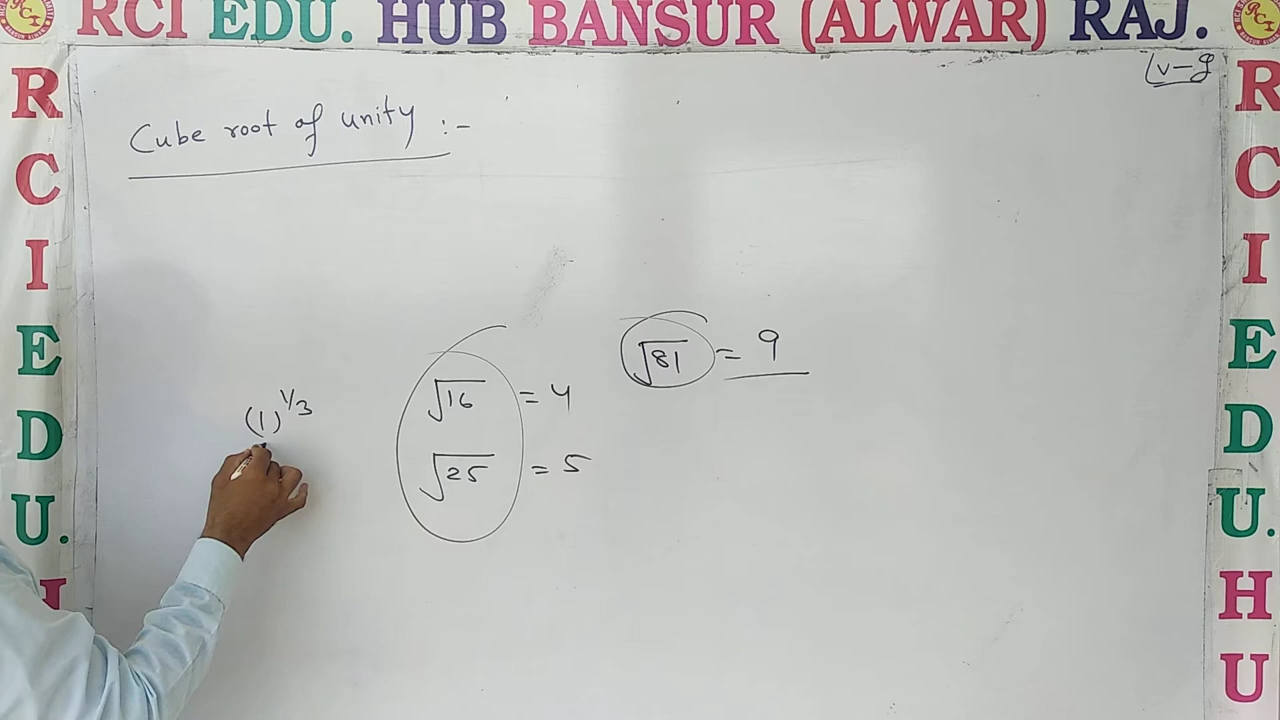 RCI EDU. HUB BANSUR (ALWAR) RAJ.
R
C
I
E
D
U.
R
C
I
E
D
U.
H
U
Cube root of unity :-
(1)^1/3
√16 = 4
√25 = 5
√81 = 9